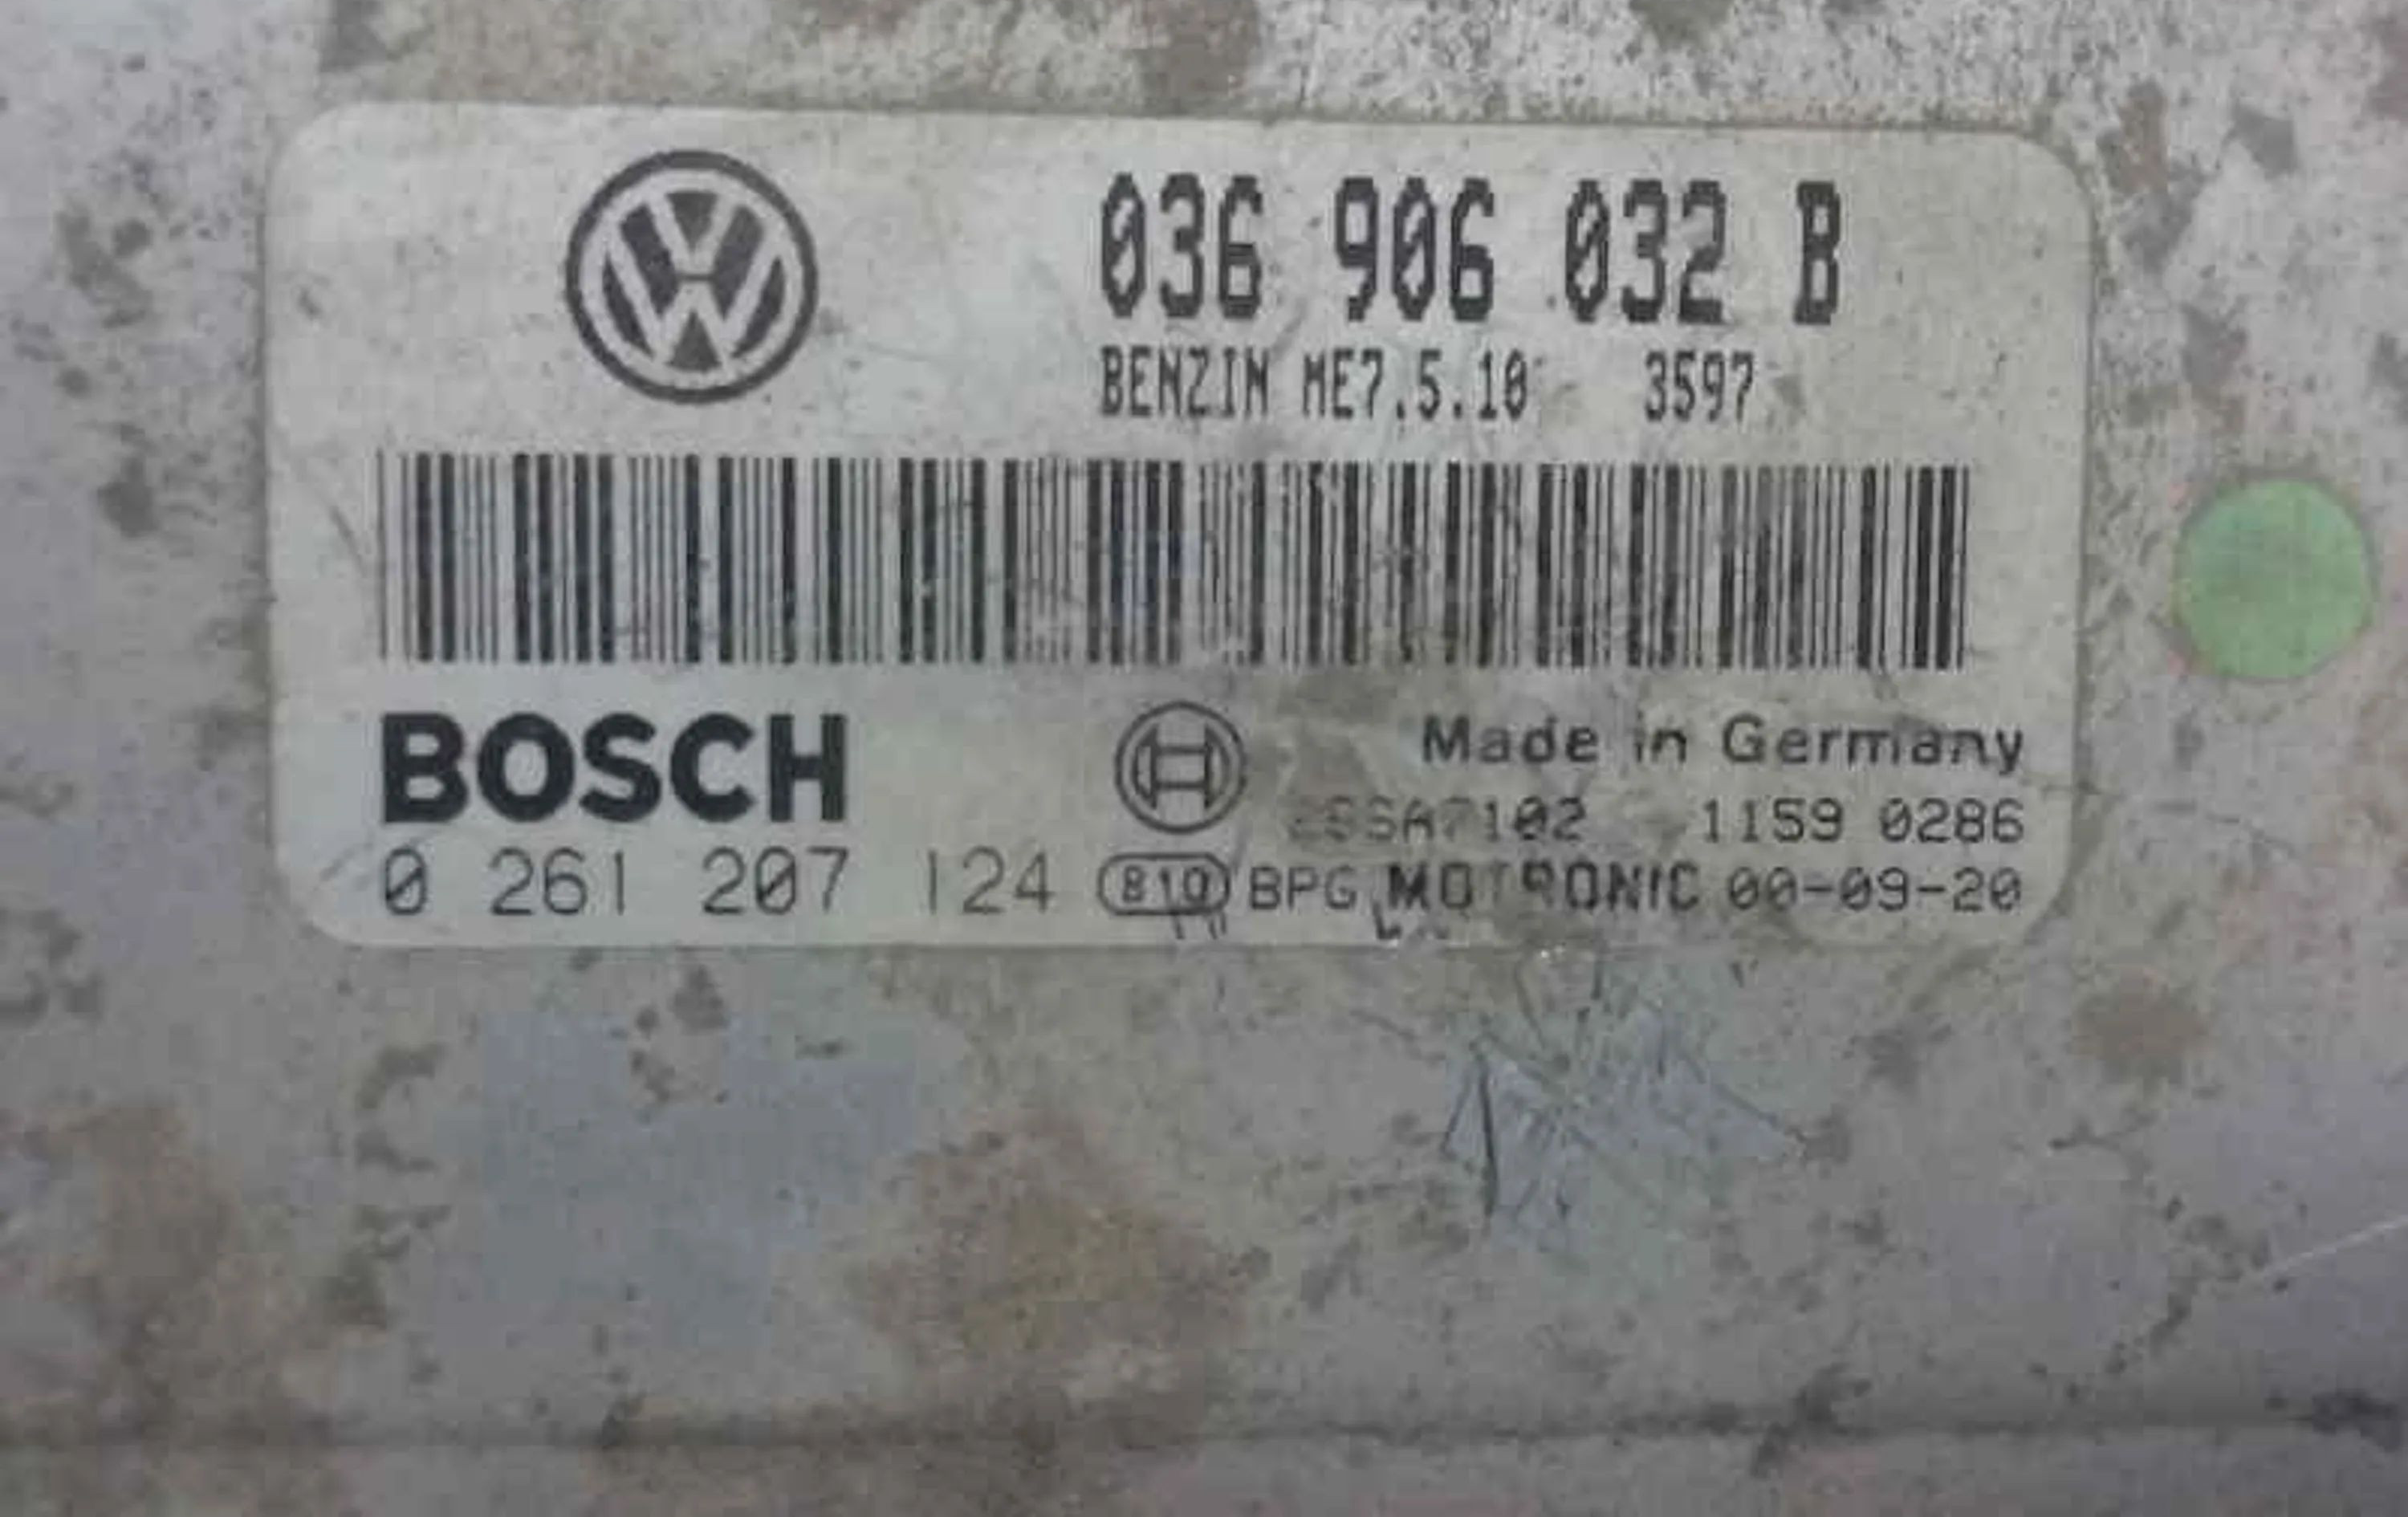 036 906 032 B
BENZIN ME7.5.10 3597
BOSCH
Made in Germany
1159 0286
0 261 207 124 810 BPG MOTRONIC 00-09-20